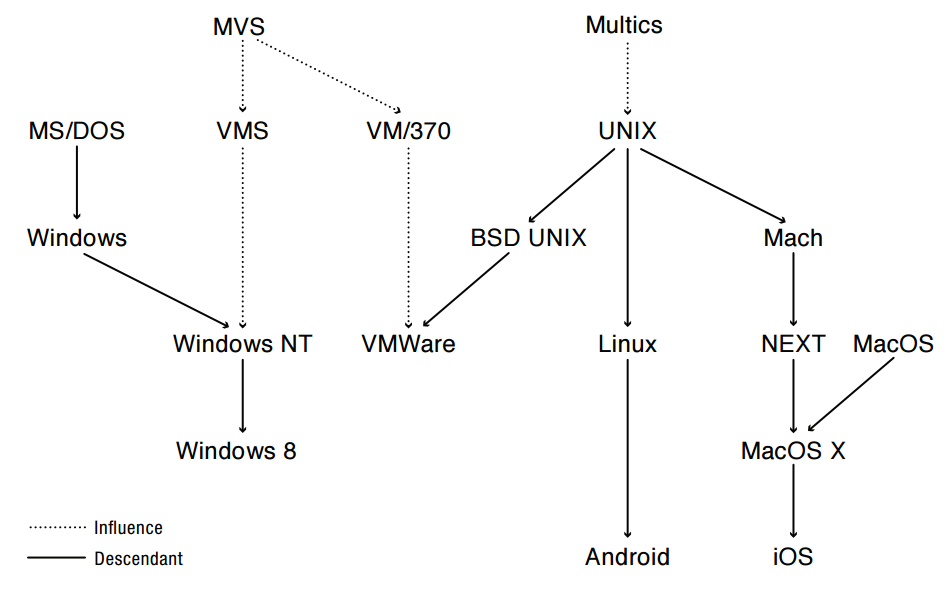 MVS Multics
MS/DOS VMS VM/370 UNIX
Windows BSD UNIX Mach
Windows NT VMWare Linux NEXT MacOS
Windows 8 MacOS X
Influence
Descendant
Android iOS